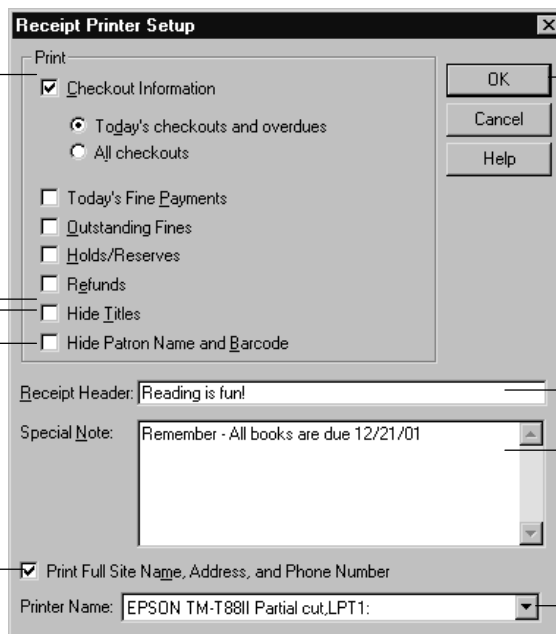 Receipt Printer Setup
Print
Checkout Information
Today's checkouts and overdues
All checkouts
Today's Fine Payments
Outstanding Fines
Holds/Reserves
Refunds
Hide Titles
Hide Patron Name and Barcode
OK
Cancel
Help
Receipt Header: Reading is fun!
Special Note: Remember - All books are due 12/21/01
Print Full Site Name, Address, and Phone Number
Printer Name: EPSON TM-T88II Partial cut,LPT1: